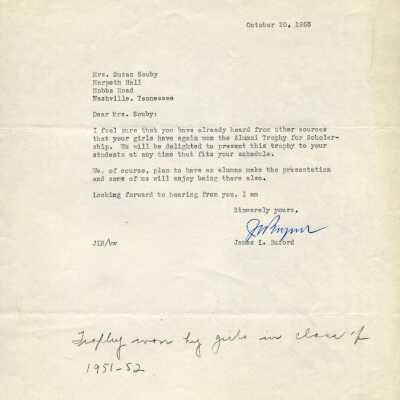 October 20, 1953
Mrs. Susan Souby
Harpeth Hall
Hobbs Road
Nashville, Tennessee
Dear Mrs. Souby:
I feel sure that you have already heard from other sources
that your girls have again won the Alumni Trophy for Scholar-
ship. We will be delighted to present this trophy to your
students at any time that fits your schedule.
We, of course, plan to have an alumna make the presentation
and some of us will enjoy being there also.
Looking forward to hearing from you, I am
Sincerely yours,
James L. Buford
JLB/vw
Trophy won by girls in class of
1951-52